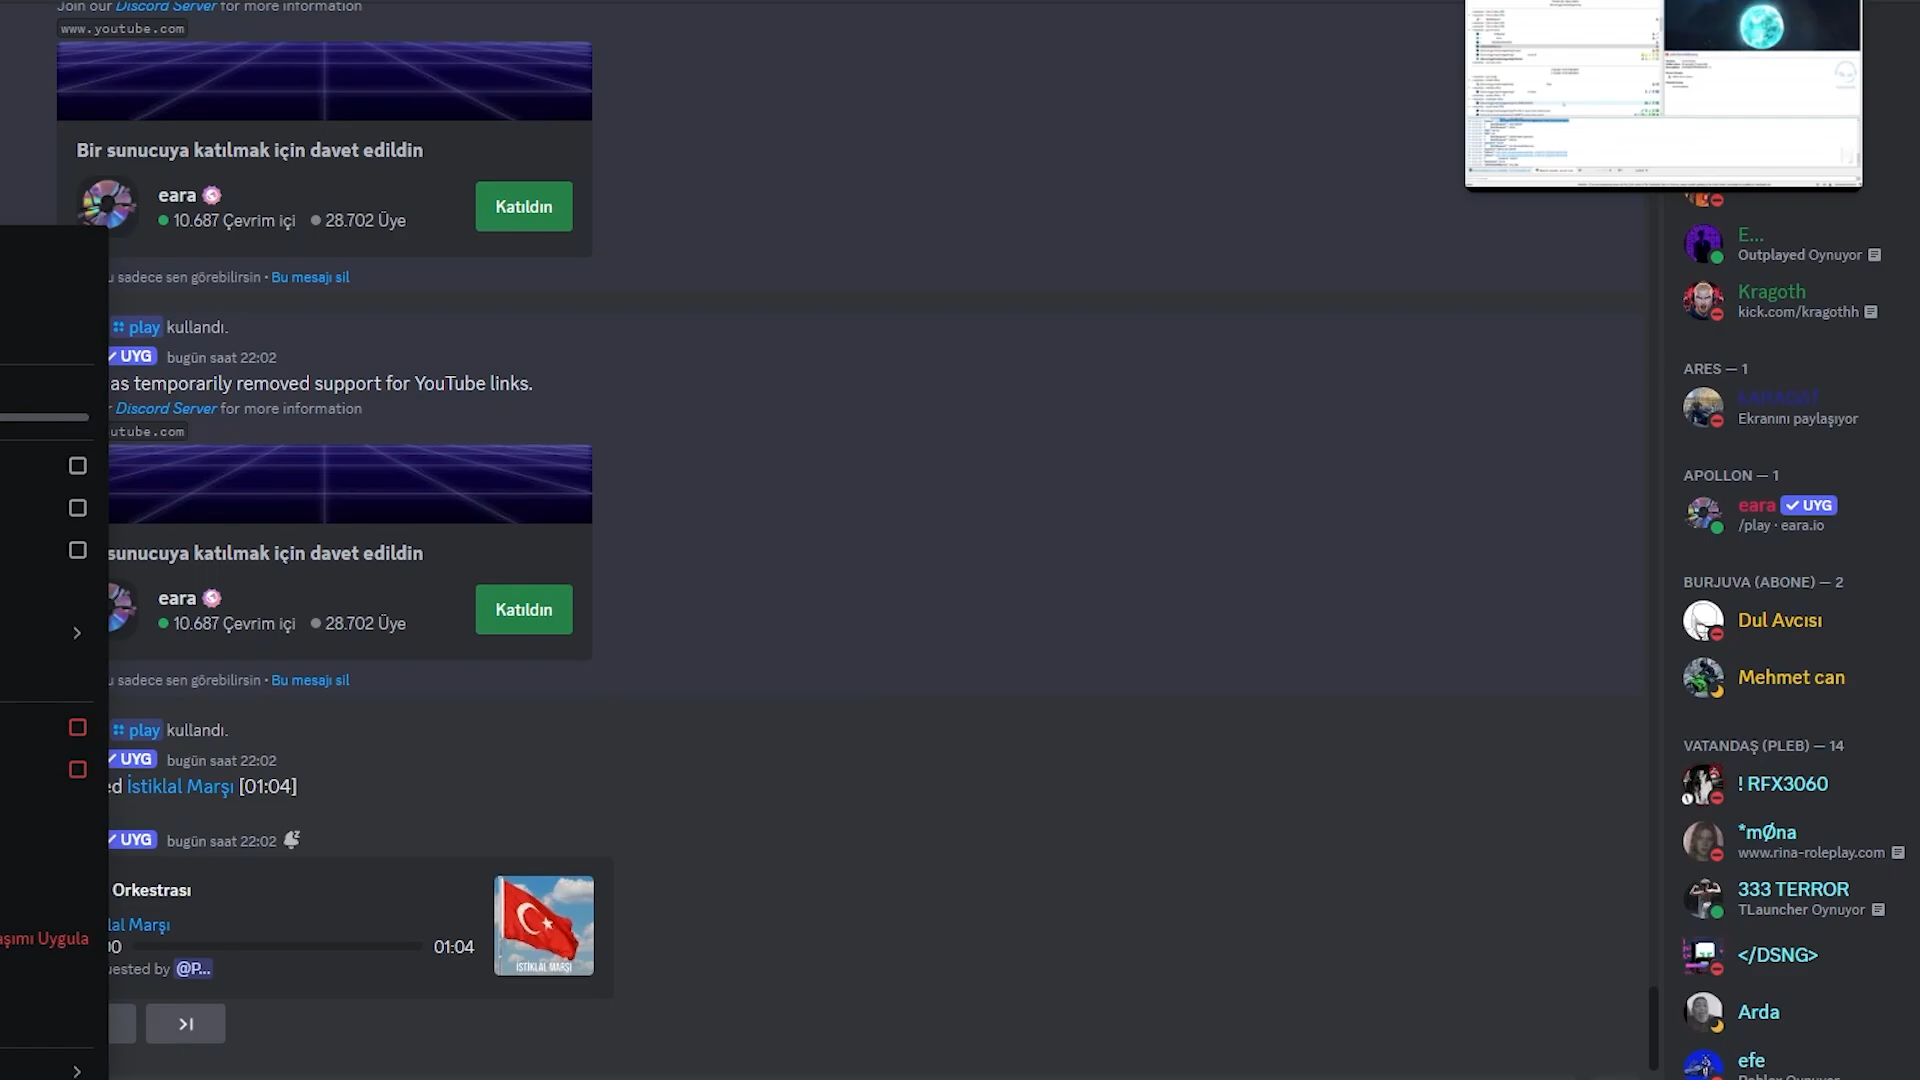 Join our Discord Server for more information
www.youtube.com
Bir sunucuya katılmak için davet edildin
eara
10.687 Çevrim içi
28.702 Üye
Katıldın
sadece sen görebilirsin • Bu mesajı sil
play kullandı.
UYG bugün saat 22:02
as temporarily removed support for YouTube links.
Discord Server for more information
utube.com
sunucuya katılmak için davet edildin
eara
10.687 Çevrim içi
28.702 Üye
Katıldın
sadece sen görebilirsin • Bu mesajı sil
play kullandı.
UYG bugün saat 22:02
ed İstiklal Marşı [01:04]
UYG bugün saat 22:02
Orkestrası
lal Marşı
01:04
uested by @P...
İSTİKLAL MARŞI
aşımı Uygula
E...
Outplayed Oynuyor
Kragoth
kick.com/kragothh
ARES — 1
Ekranını paylaşıyor
APOLLON — 1
eara UYG
/play · eara.io
BURJUVA (ABONE) — 2
Dul Avcısı
Mehmet can
VATANDAŞ (PLEB) — 14
! RFX3060
*mØna
www.rina-roleplay.com
333 TERROR
TLauncher Oynuyor
</DSNG>
Arda
efe